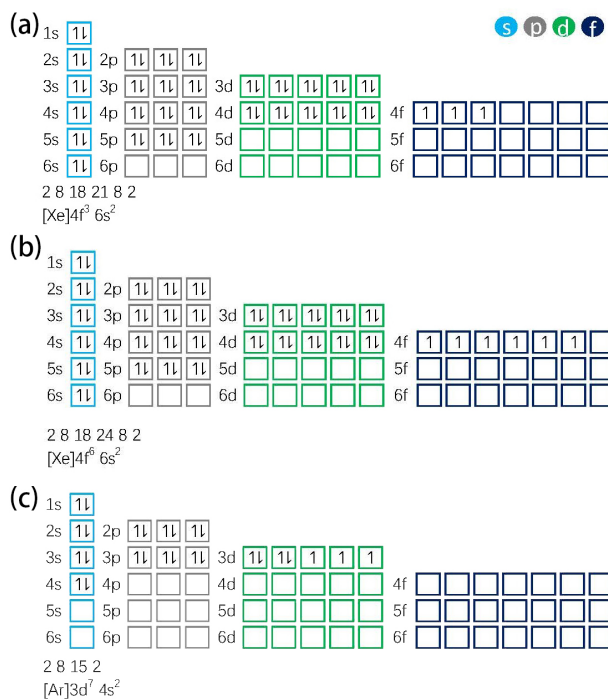 (a) s p d f
1s 1⇂
2s 1⇂ 2p 1⇂ 1⇂ 1⇂
3s 1⇂ 3p 1⇂ 1⇂ 1⇂ 3d 1⇂ 1⇂ 1⇂ 1⇂ 1⇂
4s 1⇂ 4p 1⇂ 1⇂ 1⇂ 4d 1⇂ 1⇂ 1⇂ 1⇂ 1⇂ 4f 1 1 1
5s 1⇂ 5p 1⇂ 1⇂ 1⇂ 5d 5f
6s 1⇂ 6p 6d 6f
2 8 18 21 8 2
[Xe]4f³ 6s²
(b)
1s 1⇂
2s 1⇂ 2p 1⇂ 1⇂ 1⇂
3s 1⇂ 3p 1⇂ 1⇂ 1⇂ 3d 1⇂ 1⇂ 1⇂ 1⇂ 1⇂
4s 1⇂ 4p 1⇂ 1⇂ 1⇂ 4d 1⇂ 1⇂ 1⇂ 1⇂ 1⇂ 4f 1 1 1 1 1 1
5s 1⇂ 5p 1⇂ 1⇂ 1⇂ 5d 5f
6s 1⇂ 6p 6d 6f
2 8 18 24 8 2
[Xe]4f⁶ 6s²
(c)
1s 1⇂
2s 1⇂ 2p 1⇂ 1⇂ 1⇂
3s 1⇂ 3p 1⇂ 1⇂ 1⇂ 3d 1⇂ 1⇂ 1 1 1
4s 1⇂ 4p 4d 4f
5s 5p 5d 5f
6s 6p 6d 6f
2 8 15 2
[Ar]3d⁷ 4s²